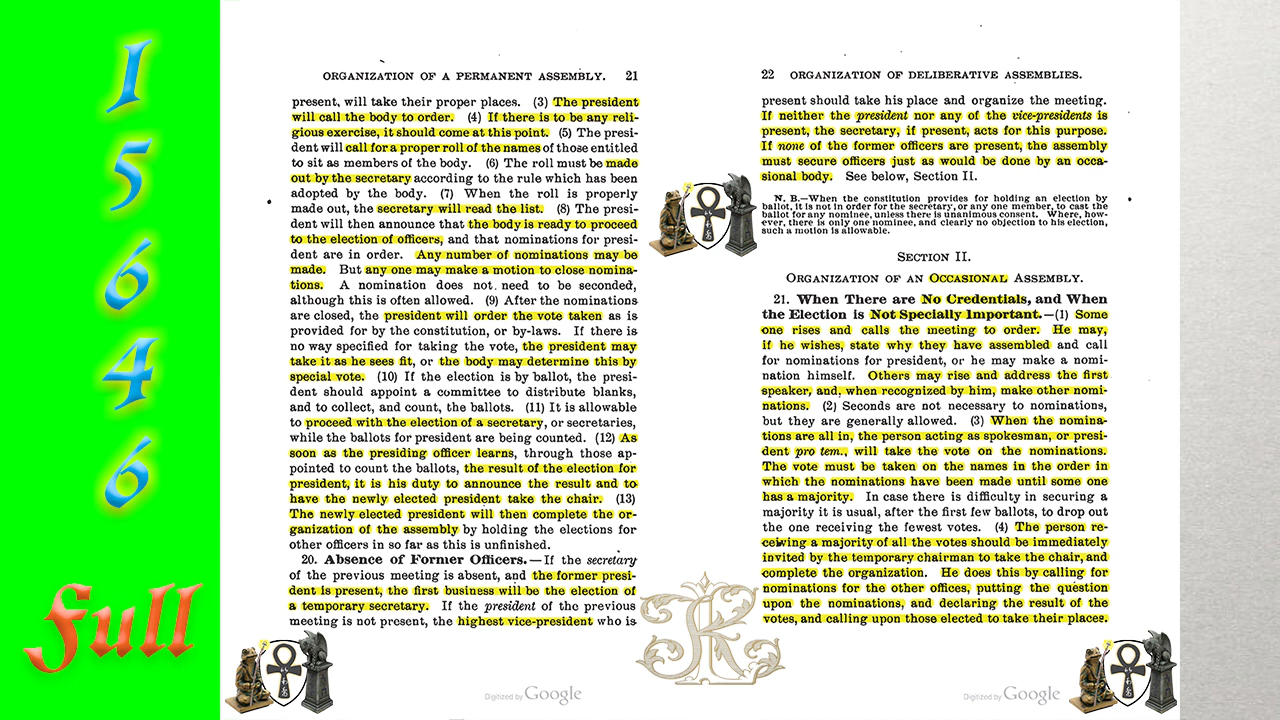 1
5
6
4
6
Full
ORGANIZATION OF A PERMANENT ASSEMBLY. 21
present, will take their proper places. (3) The president
will call the body to order. (4) If there is to be any reli-
gious exercise, it should come at this point. (5) The presi-
dent will call for a proper roll of the names of those entitled
to sit as members of the body. (6) The roll must be made
out by the secretary according to the rule which has been
adopted by the body. (7) When the roll is properly
made out, the secretary will read the list. (8) The presi-
dent will then announce that the body is ready to proceed
to the election of officers, and that nominations for presi-
dent are in order. Any number of nominations may be
made. But any one may make a motion to close nomina-
tions. A nomination does not need to be seconded,
although this is often allowed. (9) After the nominations
are closed, the president will order the vote taken as is
provided for by the constitution, or by-laws. If there is
no way specified for taking the vote, the president may
take it as he sees fit, or the body may determine this by
special vote. (10) If the election is by ballot, the presi-
dent should appoint a committee to distribute blanks,
and to collect, and count, the ballots. (11) It is allowable
to proceed with the election of a secretary, or secretaries,
while the ballots for president are being counted. (12) As
soon as the presiding officer learns, through those ap-
pointed to count the ballots, the result of the election for
president, it is his duty to announce the result and to
have the newly elected president take the chair. (13)
The newly elected president will then complete the or-
ganization of the assembly by holding the elections for
other officers in so far as this is unfinished.
20. Absence of Former Officers.—If the secretary
of the previous meeting is absent, and the former presi-
dent is present, the first business will be the election of
a temporary secretary. If the president of the previous
meeting is not present, the highest vice-president who is
Digitized by Google
22 ORGANIZATION OF DELIBERATIVE ASSEMBLIES.
present should take his place and organize the meeting.
If neither the president nor any of the vice-presidents is
present, the secretary, if present, acts for this purpose.
If none of the former officers are present, the assembly
must secure officers just as would be done by an occa-
sional body. See below, Section II.
N. B.—When the constitution provides for holding an election by
ballot, it is not in order for the secretary, or any one member, to cast the
ballot for any nominee, unless there is unanimous consent. Where, how-
ever, there is only one nominee, and clearly no objection to his election,
such a motion is allowable.
SECTION II.
ORGANIZATION OF AN OCCASIONAL ASSEMBLY.
21. When There are No Credentials, and When
the Election is Not Specially Important.—(1) Some
one rises and calls the meeting to order. He may,
if he wishes, state why they have assembled and call
for nominations for president, or he may make a nomi-
nation himself. Others may rise and address the first
speaker, and, when recognized by him, make other nomi-
nations. (2) Seconds are not necessary to nominations,
but they are generally allowed. (3) When the nomina-
tions are all in, the person acting as spokesman, or presi-
dent pro tem., will take the vote on the nominations.
The vote must be taken on the names in the order in
which the nominations have been made until some one
has a majority. In case there is difficulty in securing a
majority it is usual, after the first few ballots, to drop out
the one receiving the fewest votes. (4) The person re-
ceiving a majority of all the votes should be immediately
invited by the temporary chairman to take the chair, and
complete the organization. He does this by calling for
nominations for the other offices, putting the question
upon the nominations, and declaring the result of the
votes, and calling upon those elected to take their places.
Digitized by Google